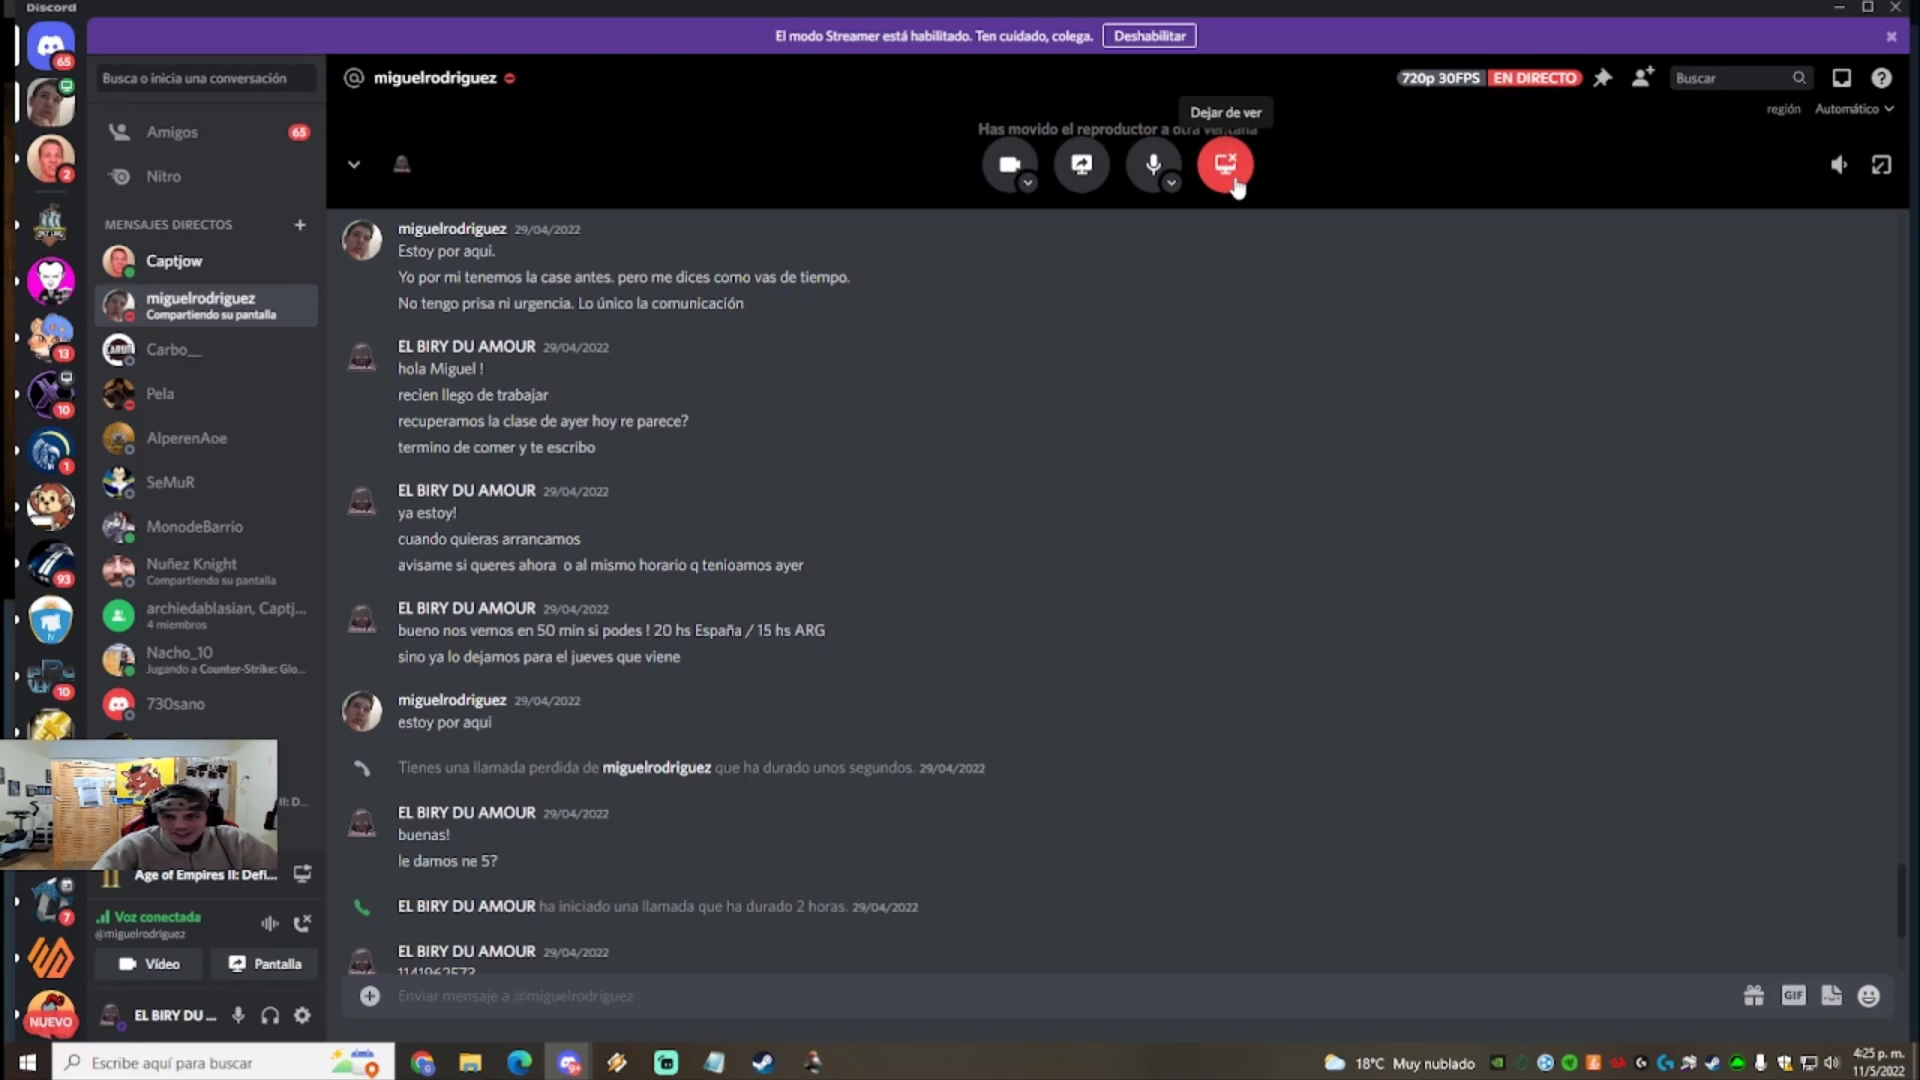 Discord
El modo Streamer está habilitado. Ten cuidado, colega.
Deshabilitar
65
Busca o inicia una conversación
miguelrodriguez
720p 30FPS EN DIRECTO
Buscar
región Automático
Dejar de ver
Has movido el reproductor a otra ventana
Amigos
65
2
Nitro
MENSAJES DIRECTOS
Captjow
miguelrodriguez
Compartiendo su pantalla
Carbo__
13
Pela
10
AlperenAoe
1
SeMuR
MonodeBarrio
Nuñez Knight
Compartiendo su pantalla
93
archiedablasian, Captj...
4 miembros
Nacho_10
Jugando a Counter-Strike: Glo...
10
730sano
II: D...
Age of Empires II: Defi...
7
Voz conectada
@miguelrodriguez
Vídeo
Pantalla
EL BIRY DU ...
NUEVO
miguelrodriguez 29/04/2022
Estoy por aqui.
Yo por mi tenemos la case antes. pero me dices como vas de tiempo.
No tengo prisa ni urgencia. Lo único la comunicación
EL BIRY DU AMOUR 29/04/2022
hola Miguel !
recien llego de trabajar
recuperamos la clase de ayer hoy re parece?
termino de comer y te escribo
EL BIRY DU AMOUR 29/04/2022
ya estoy!
cuando quieras arrancamos
avisame si queres ahora o al mismo horario q tenioamos ayer
EL BIRY DU AMOUR 29/04/2022
bueno nos vemos en 50 min si podes ! 20 hs España / 15 hs ARG
sino ya lo dejamos para el jueves que viene
miguelrodriguez 29/04/2022
estoy por aqui
Tienes una llamada perdida de miguelrodriguez que ha durado unos segundos. 29/04/2022
EL BIRY DU AMOUR 29/04/2022
buenas!
le damos ne 5?
EL BIRY DU AMOUR ha iniciado una llamada que ha durado 2 horas. 29/04/2022
EL BIRY DU AMOUR 29/04/2022
1141962573
Enviar mensaje a @miguelrodriguez
GIF
Escribe aquí para buscar
18°C Muy nublado
4:25 p. m.
11/5/2022